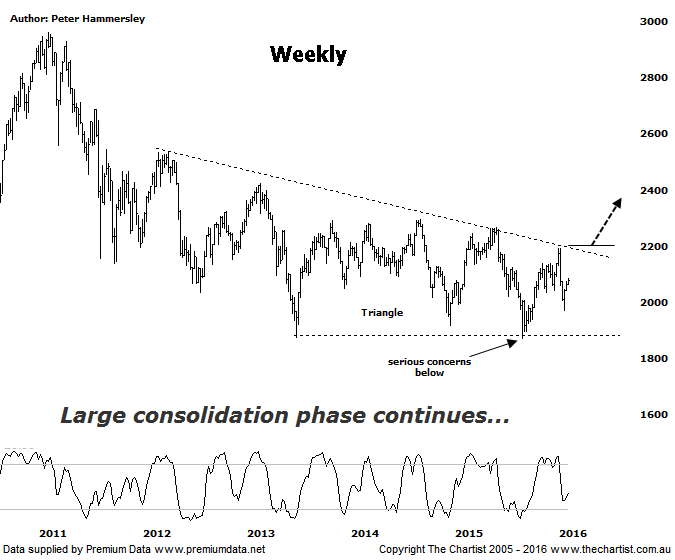 Author: Peter Hammersley
Weekly
3000
2800
2600
2400
2200
2000
Triangle
serious concerns
below
1800
1600
Large consolidation phase continues...
2011 2012 2013 2014 2015 2016
Data supplied by Premium Data www.premiumdata.net Copyright The Chartist 2005 - 2016 www.thechartist.com.au